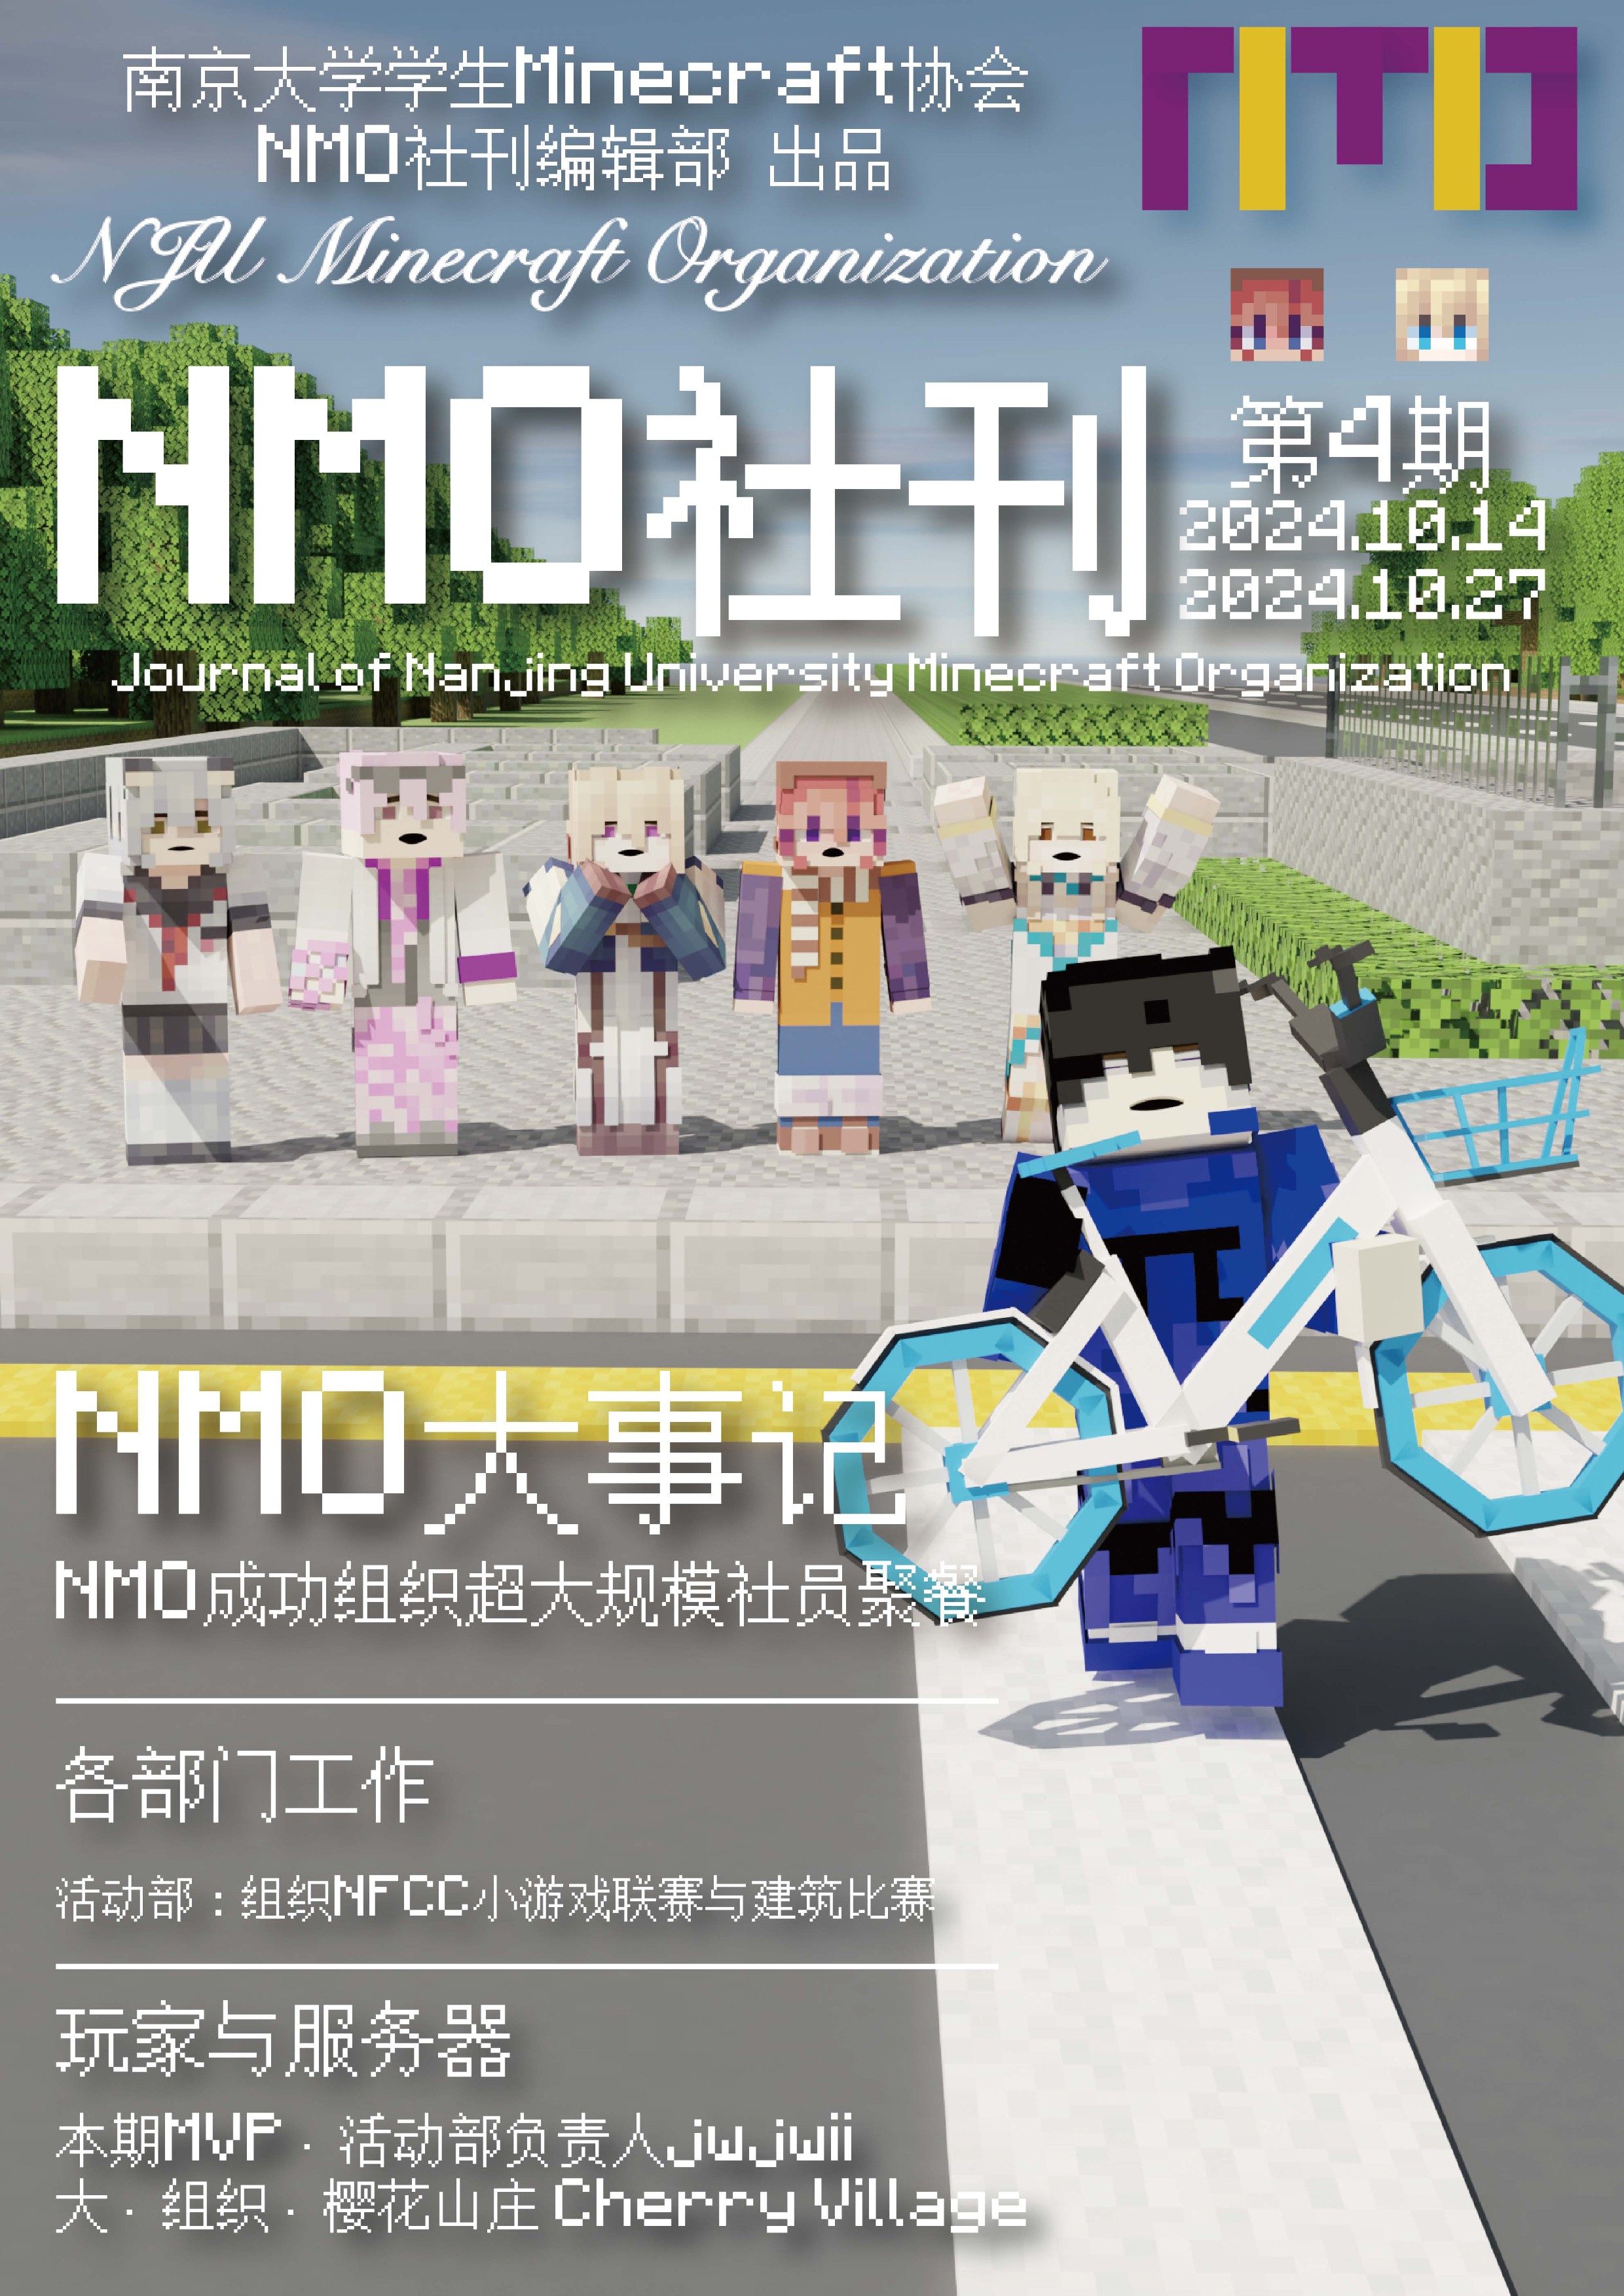 南京大学学生Minecraft协会
NMO社刊编辑部 出品
NJU Minecraft Organization
NMO
NMO社刊
第4期
2024.10.14
2024.10.27
Journal of Nanjing University Minecraft Organization
NMO大事记
NMO成功组织超大规模社员聚餐
各部门工作
活动部：组织NFCC小游戏联赛与建筑比赛
玩家与服务器
本期MVP · 活动部负责人jwjwii
大 · 组织 · 樱花山庄 Cherry Village